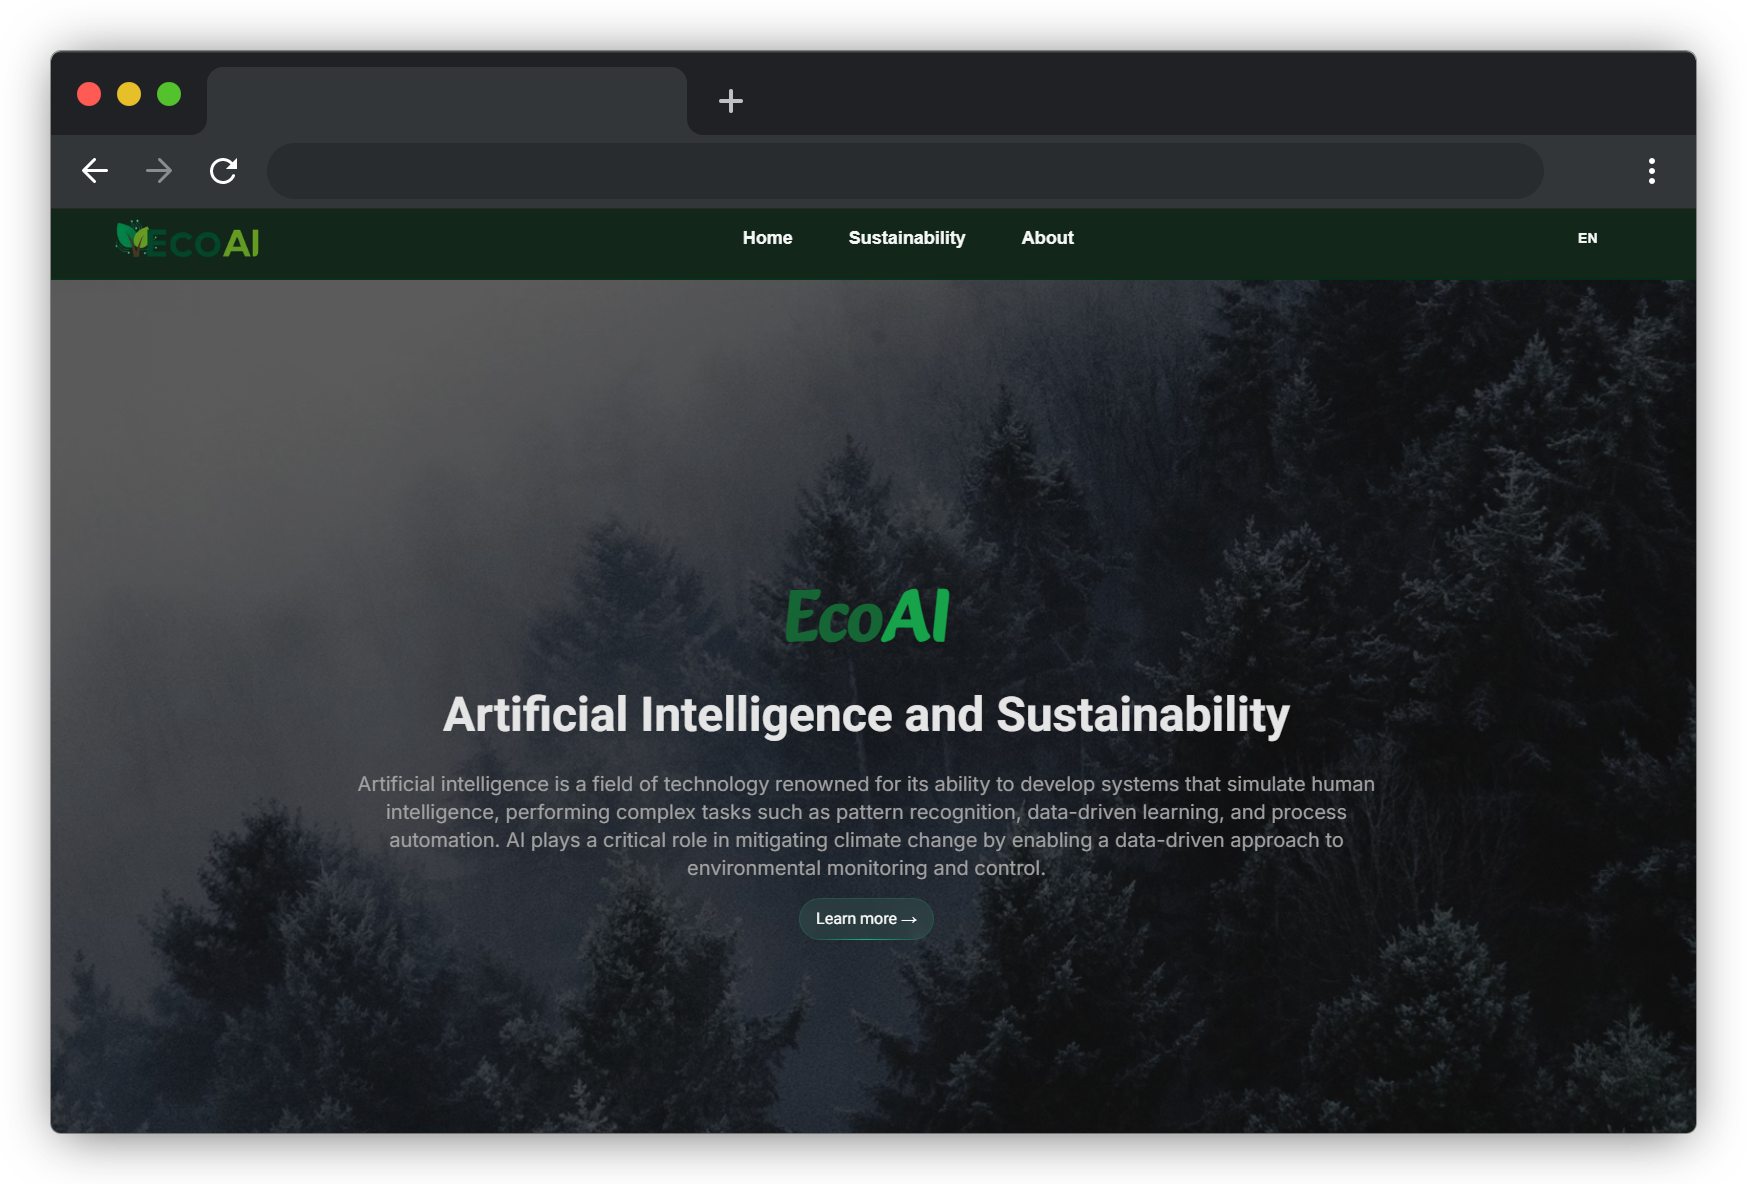 EcoAI
Home
Sustainability
About
EN
EcoAI
Artificial Intelligence and Sustainability
Artificial intelligence is a field of technology renowned for its ability to develop systems that simulate human
intelligence, performing complex tasks such as pattern recognition, data-driven learning, and process
automation. AI plays a critical role in mitigating climate change by enabling a data-driven approach to
environmental monitoring and control.
Learn more →